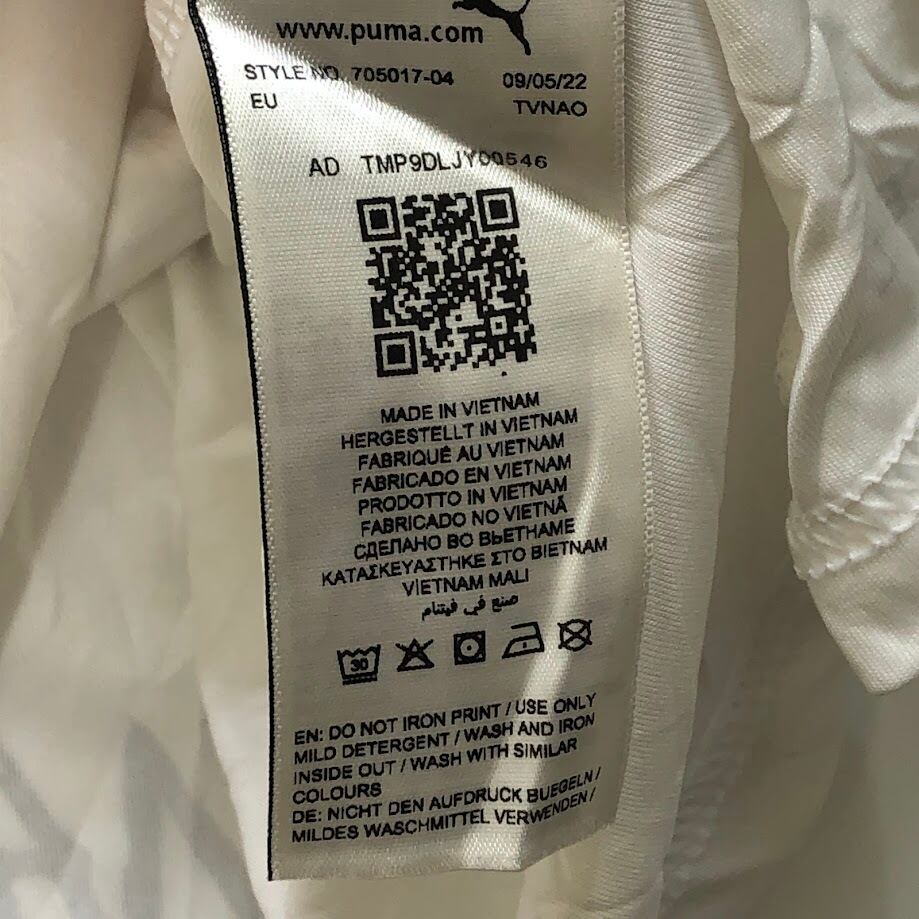 www.puma.com
STYLE NO. 705017-04 09/05/22
EU TVNAO
AD TMP9DLJY00546
MADE IN VIETNAM
HERGESTELLT IN VIETNAM
FABRIQUÉ AU VIETNAM
FABRICADO EN VIETNAM
PRODOTTO IN VIETNAM
FABRICADO NO VIETNÃ
СДЕЛАНО ВО ВЬЕТНАМЕ
ΚΑΤΑΣΚΕΥΑΣΤΗΚΕ ΣΤΟ ΒΙΕΤΝΑΜ
VIETNAM MALI
صنع في فيتنام
30
EN: DO NOT IRON PRINT / USE ONLY
MILD DETERGENT / WASH AND IRON
INSIDE OUT / WASH WITH SIMILAR
COLOURS
DE: NICHT DEN AUFDRUCK BUEGELN /
MILDES WASCHMITTEL VERWENDEN /